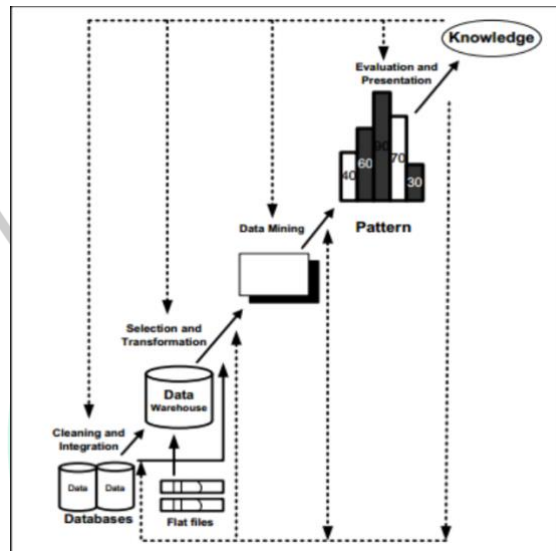 Knowledge
Evaluation and
Presentation
40
60
90
70
30
Pattern
Data Mining
Selection and
Transformation
Data
Warehouse
Cleaning and
Integration
Data
Data
Databases
Flat files